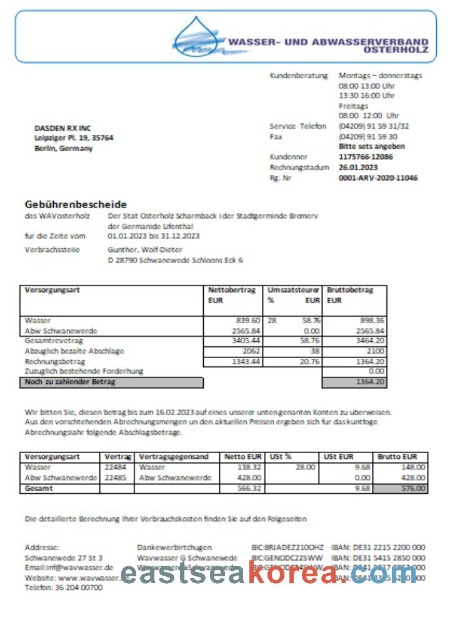 WASSER- UND ABWASSERVERBAND
OSTERHOLZ
Kundenberatung Montags – donnerstags
08:00 13:00 Uhr
13:30 16:00 Uhr
Freitags
08:00 12:00 Uhr
Service- Telefon (04209) 91 59 31/32
Fax (04209) 91 59 30
Bitte sets angeben
Kundenner 1175766-12086
Rechnungstadum 26.01.2023
Rg. Nr 0001-ARV-2020-11046
DASDEN RX INC
Leipziger Pl. 19, 35764
Berlin, Germany
Gebührenbescheide
des WAVosterholz Der Stat Osterholz Scharmback i der Stadtgerminde Bromerv
der Germanide Lifenthal
fur die Zeite vom 01.01.2023 bis 31.12.2023
Verbrachssteile Gunther, Wolf Dieter
D 28790 Schwanewede Schloons Eck 6
Versorgungsart Nettobertrag EUR Umzatsteuror % EUR Bruttobetrag EUR
Wasser 839.60 28 58.76 898.36
Abw Schwanewerde 2565.84 0.00 2565.84
Gesamtrevetrag 3405.44 58.76 3464.20
Abzuglich bezalte Abschlage 2062 38 2100
Rechnungsbetrag 1343.44 20.76 1364.20
Zuzuglich bestehende Forderung 0.00
Noch zu zahlender Betrag 1364.20
Wir bitten Sie, diesen betrag bis zum 16.02.2023 auf eines unserer untengenanten Konten zu uberweisen.
Aus den vorschtehenden Abrechnungsmengen un den aktuellen Preisen ergeben sich fur das kuntfoge
Abrechnungsiahr folgende Abschlagsbetrage.
Versorgungsart Vertrag Vertragsgegensand Netto EUR USt % USt EUR Brutto EUR
Wasser 22484 Wasser 138.32 28.00 9.68 148.00
Abw Schwanewerde 22485 Abw Schwanewerde 428.00 0.00 428.00
Gesamt 566.32 9.68 576.00
Die detailierte Berechnung Ihrer Verbrauchskosten finden Sie auf den Folgeseiten
Addresse: Dankewerbirtchugen BIC:BRJADEZ21OOHZ IBAN: DE31 2215 2200 000
Schwanewede 27 St 3 Wavwasser G Schwanewede BIC:GENODC22SWW IBAN: DE31 5415 2850 000
Email:inf@wavwasser.de
Website: www.wavwasser.
Telefon: 36 204 00700
eastseakorea.com